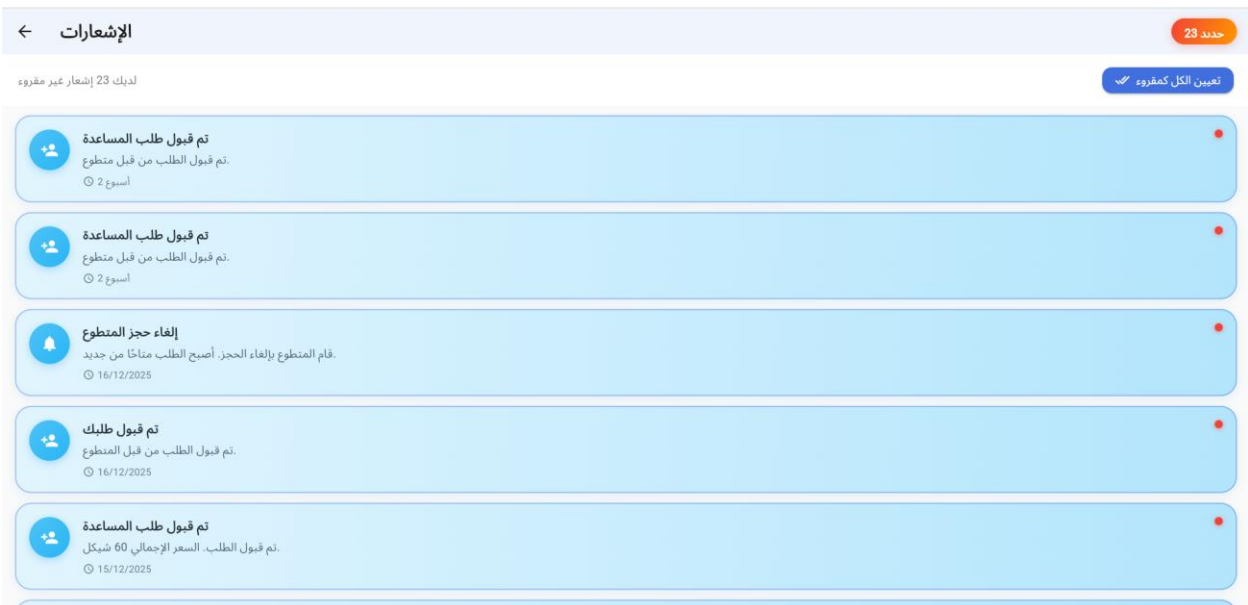 الإشعارات
جديد 23
لديك 23 إشعار غير مقروء
تعيين الكل كمقروء
تم قبول طلب المساعدة
تم قبول الطلب من قبل متطوع.
أسبوع 2
تم قبول طلب المساعدة
تم قبول الطلب من قبل متطوع.
أسبوع 2
إلغاء حجز المتطوع
قام المتطوع بإلغاء الحجز. أصبح الطلب متاحًا من جديد.
16/12/2025
تم قبول طلبك
تم قبول الطلب من قبل المتطوع.
16/12/2025
تم قبول طلب المساعدة
تم قبول الطلب. السعر الإجمالي 60 شيكل.
15/12/2025